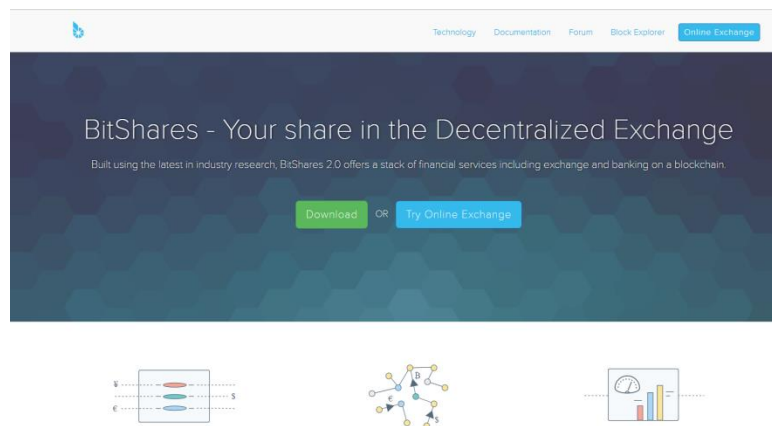 Technology Documentation Forum Block Explorer Online Exchange
BitShares - Your share in the Decentralized Exchange
Built using the latest in industry research, BitShares 2.0 offers a stack of financial services including exchange and banking on a blockchain.
Download OR Try Online Exchange
¥
$
€
B
€
$